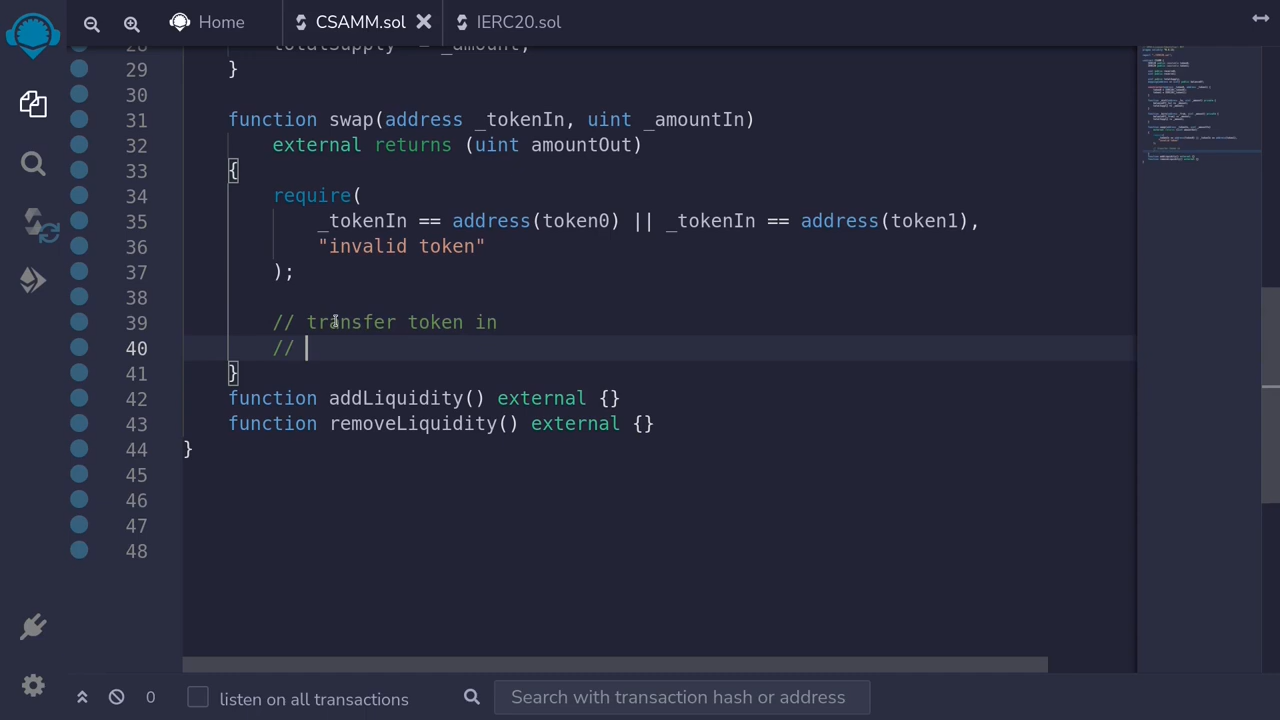 Home
CSAMM.sol
IERC20.sol
28 totalSupply -= _amount;
29 }
30
31 function swap(address _tokenIn, uint _amountIn)
32 external returns (uint amountOut)
33 {
34 require(
35 _tokenIn == address(token0) || _tokenIn == address(token1),
36 "invalid token"
37 );
38
39 // transfer token in
40 //
41 }
42 function addLiquidity() external {}
43 function removeLiquidity() external {}
44 }
45
46
47
48
0
listen on all transactions
Search with transaction hash or address